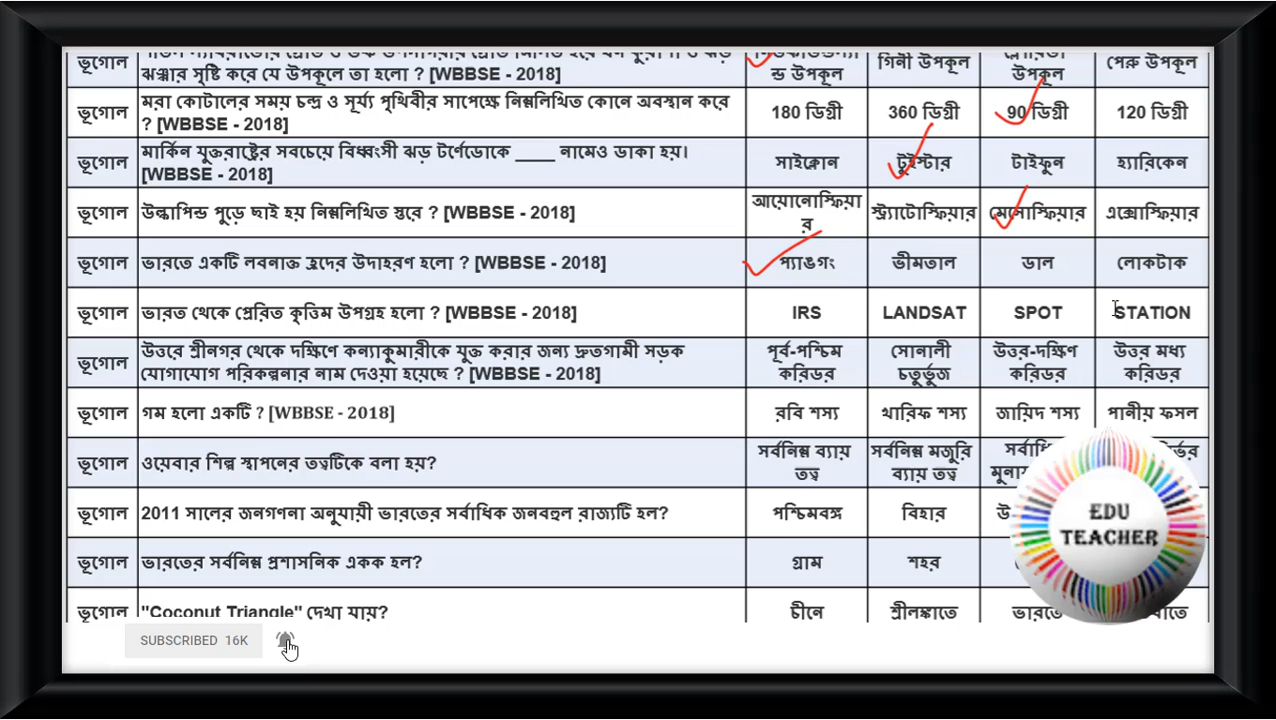 ভূগোল
ঝঞ্ঝার সৃষ্টি করে যে উপকূলে তা হলো ? [WBBSE - 2018]
ন্ড উপকূল
গিনী উপকূল
উপকূল
পেরু উপকূল
ভূগোল
মরা কোটালের সময় চন্দ্র ও সূর্য্য পৃথিবীর সাপেক্ষে নিম্নলিখিত কোনে অবস্থান করে
? [WBBSE - 2018]
180 ডিগ্রী
360 ডিগ্রী
90 ডিগ্রী
120 ডিগ্রী
ভূগোল
মার্কিন যুক্তরাষ্ট্রের সবচেয়ে বিধ্বংসী ঝড় টর্ণেডোকে ____ নামেও ডাকা হয়।
[WBBSE - 2018]
সাইক্লোন
টুইস্টার
টাইফুন
হ্যারিকেন
ভূগোল
উল্কাপিন্ড পুড়ে ছাই হয় নিম্নলিখিত স্তরে ? [WBBSE - 2018]
আয়োনোস্ফিয়া
র
স্ট্র্যাটোস্ফিয়ার
মেসোস্ফিয়ার
এক্সোস্ফিয়ার
ভূগোল
ভারতে একটি লবনাক্ত হ্রদের উদাহরণ হলো ? [WBBSE - 2018]
প্যাঙগং
ভীমতাল
ডাল
লোকটাক
ভূগোল
ভারত থেকে প্রেরিত কৃত্তিম উপগ্রহ হলো ? [WBBSE - 2018]
IRS
LANDSAT
SPOT
STATION
ভূগোল
উত্তরে শ্রীনগর থেকে দক্ষিণে কন্যাকুমারীকে যুক্ত করার জন্য দ্রুতগামী সড়ক
যোগাযোগ পরিকল্পনার নাম দেওয়া হয়েছে ? [WBBSE - 2018]
পূর্ব-পশ্চিম
করিডর
সোনালী
চতুর্ভুজ
উত্তর-দক্ষিণ
করিডর
উত্তর মধ্য
করিডর
ভূগোল
গম হলো একটি ? [WBBSE - 2018]
রবি শস্য
খারিফ শস্য
জায়িদ শস্য
পানীয় ফসল
ভূগোল
ওয়েবার শিল্প স্থাপনের তত্বটিকে বলা হয়?
সর্বনিম্ন ব্যায়
তত্ব
সর্বনিম্ন মজুরি
ব্যায় তত্ব
ভূগোল
2011 সালের জনগণনা অনুযায়ী ভারতের সর্বাধিক জনবহুল রাজ্যটি হল?
পশ্চিমবঙ্গ
বিহার
ভূগোল
ভারতের সর্বনিম্ন প্রশাসনিক একক হল?
গ্রাম
শহর
ভূগোল
"Coconut Triangle" দেখা যায়?
চীনে
শ্রীলঙ্কাতে
ভারতে
EDU
TEACHER
SUBSCRIBED 16K